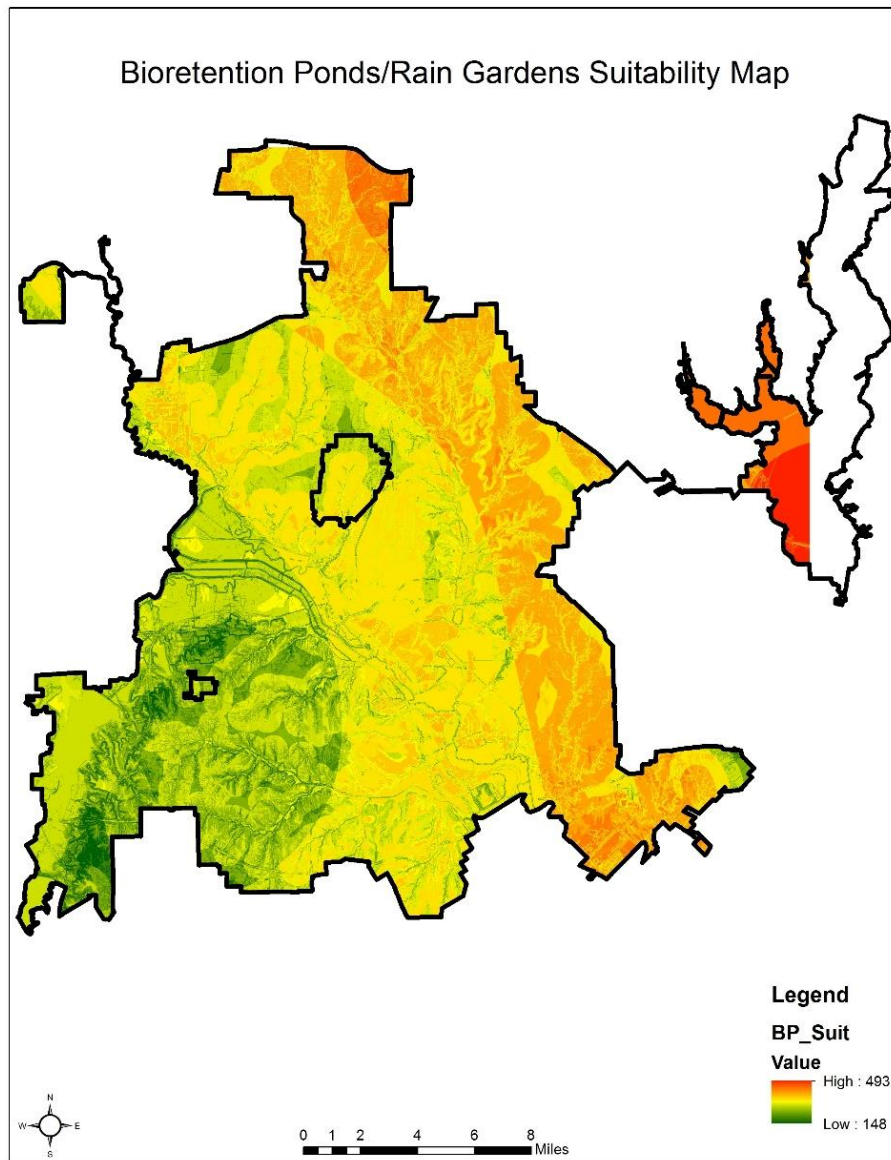 Bioretention Ponds/Rain Gardens Suitability Map
Legend
BP_Suit
Value
High : 493
Low : 148
N
W E
S
0 1 2 4 6 8
Miles